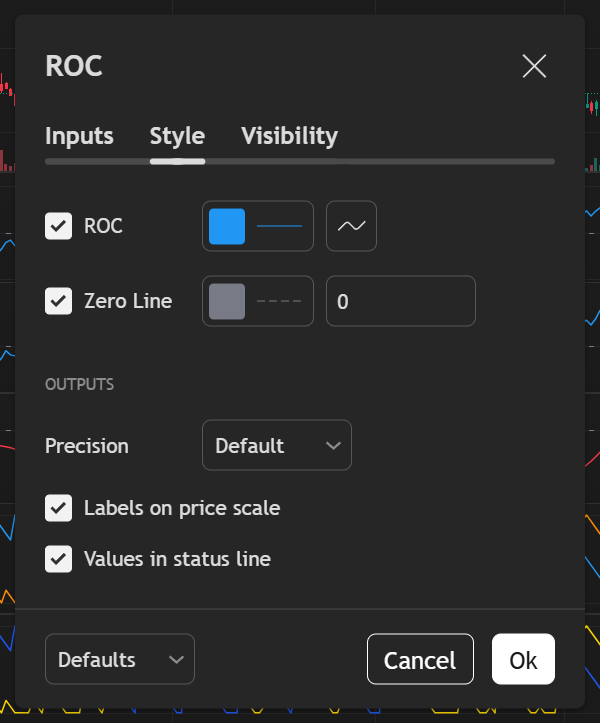 ROC
Inputs Style Visibility
ROC
Zero Line 0
OUTPUTS
Precision Default
Labels on price scale
Values in status line
Defaults Cancel Ok